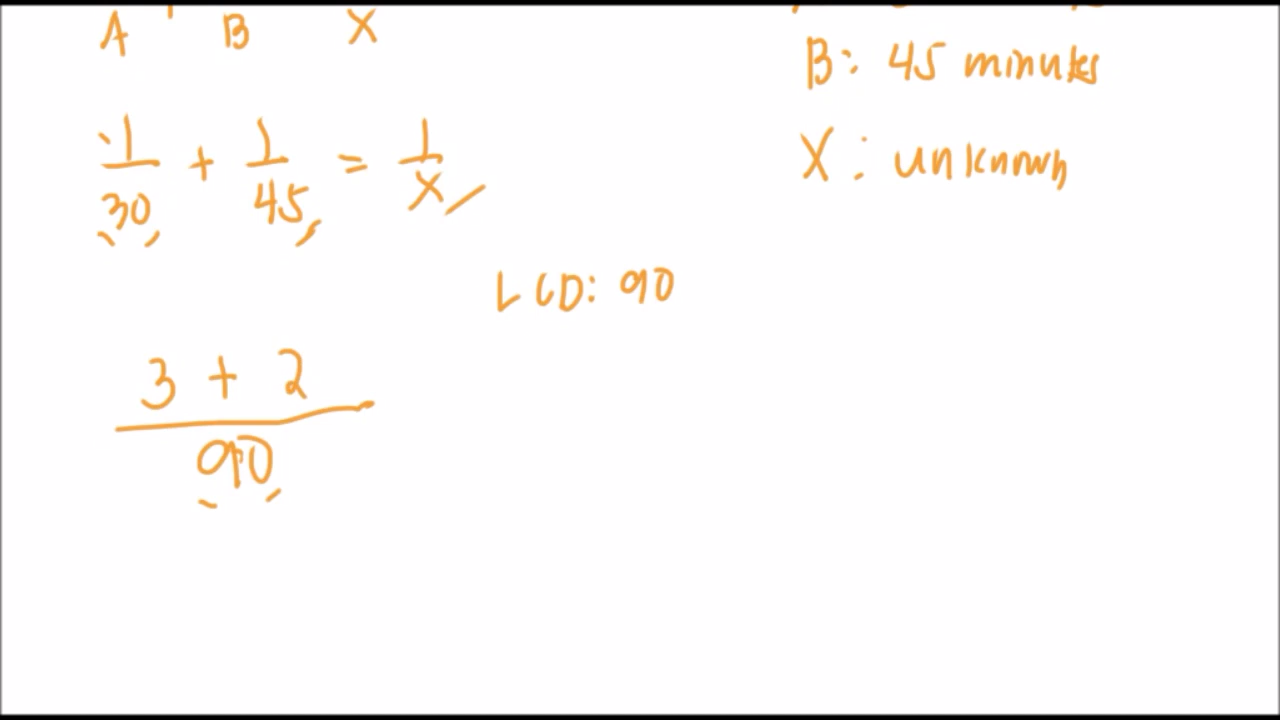 A B X
B: 45 minutes
1/30 + 1/45 = 1/X
X: unknown
LCD: 90
3 + 2
90